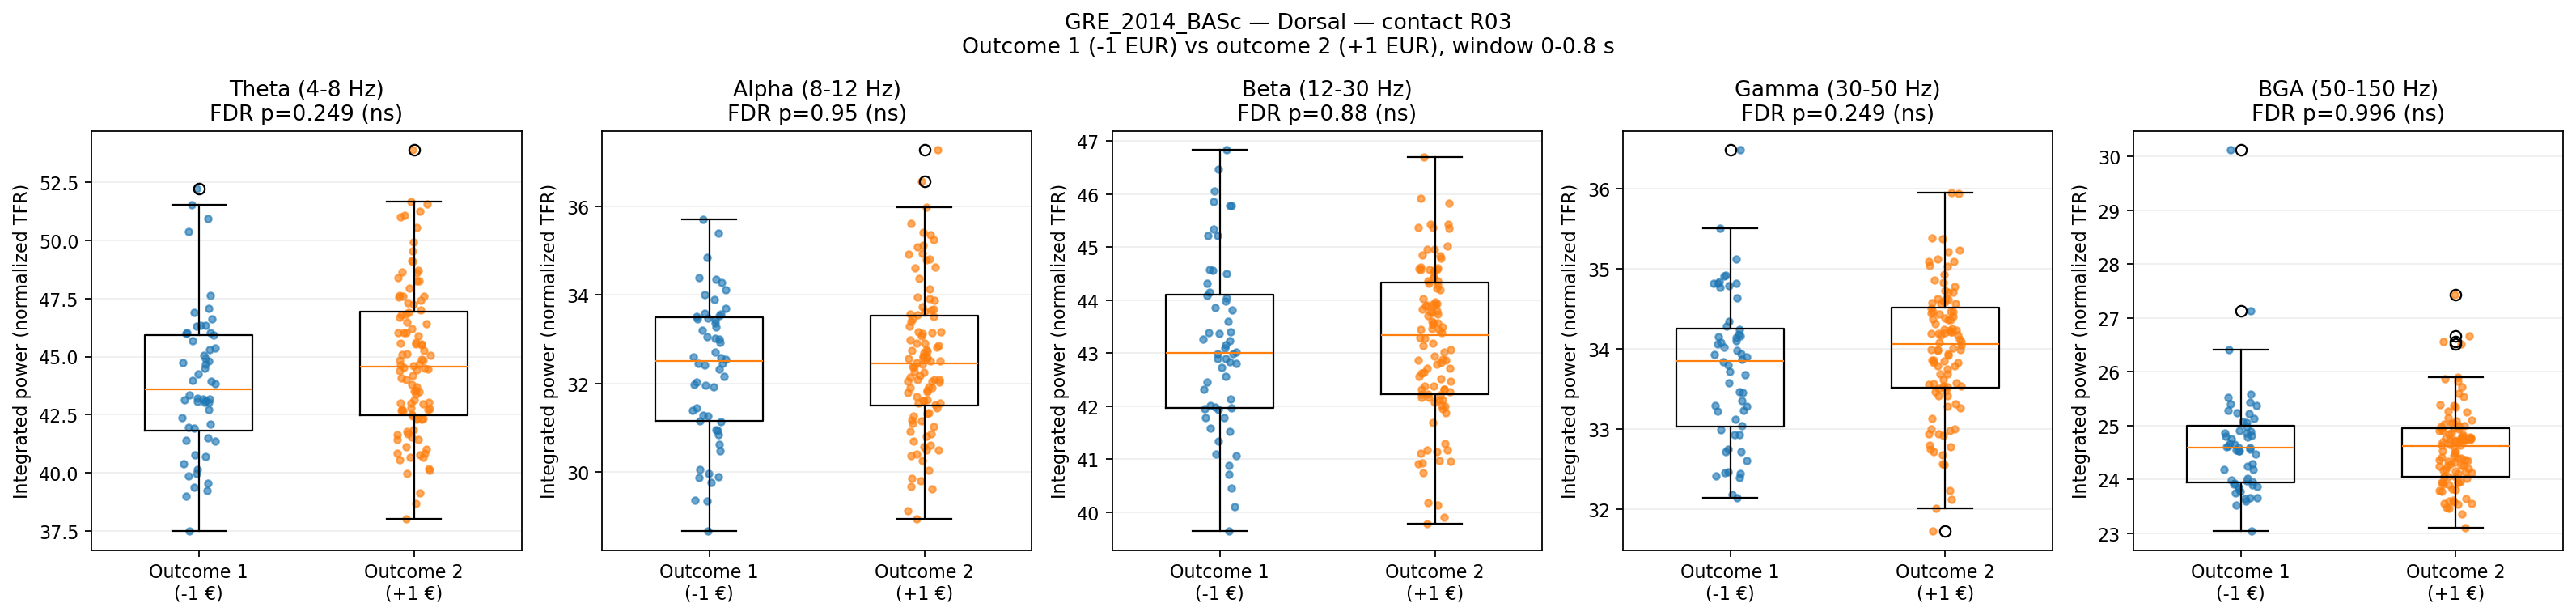 GRE_2014_BASc — Dorsal — contact R03
Outcome 1 (-1 EUR) vs outcome 2 (+1 EUR), window 0-0.8 s
Theta (4-8 Hz)
FDR p=0.249 (ns)
Integrated power (normalized TFR)
52.5
50.0
47.5
45.0
42.5
40.0
37.5
Outcome 1
(-1 €)
Outcome 2
(+1 €)
Alpha (8-12 Hz)
FDR p=0.95 (ns)
Integrated power (normalized TFR)
36
34
32
30
Outcome 1
(-1 €)
Outcome 2
(+1 €)
Beta (12-30 Hz)
FDR p=0.88 (ns)
Integrated power (normalized TFR)
47
46
45
44
43
42
41
40
Outcome 1
(-1 €)
Outcome 2
(+1 €)
Gamma (30-50 Hz)
FDR p=0.249 (ns)
Integrated power (normalized TFR)
36
35
34
33
32
Outcome 1
(-1 €)
Outcome 2
(+1 €)
BGA (50-150 Hz)
FDR p=0.996 (ns)
Integrated power (normalized TFR)
30
29
28
27
26
25
24
23
Outcome 1
(-1 €)
Outcome 2
(+1 €)